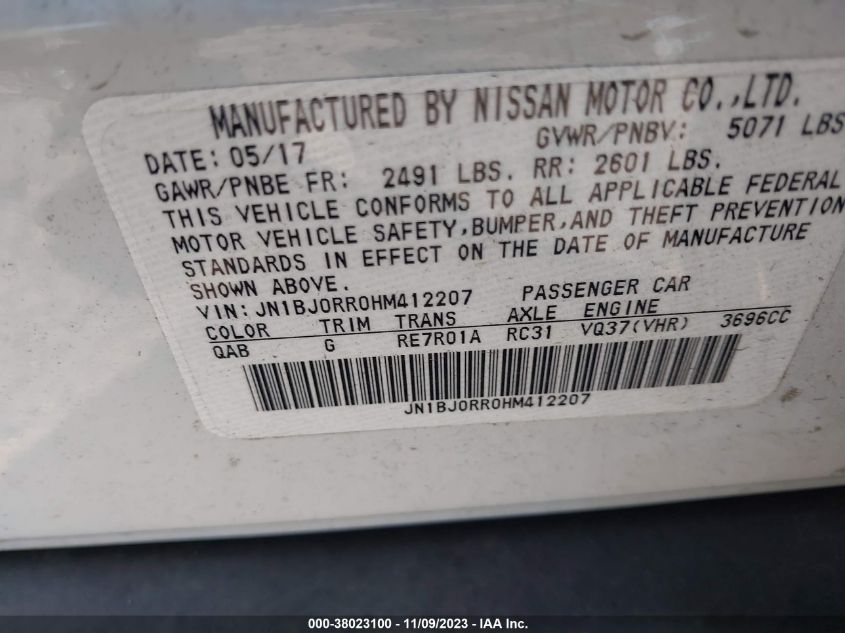 MANUFACTURED BY NISSAN MOTOR CO.,LTD.
DATE: 05/17 GVWR/PNBV: 5071 LBS
GAWR/PNBE FR: 2491 LBS. RR: 2601 LBS.
THIS VEHICLE CONFORMS TO ALL APPLICABLE FEDERAL
MOTOR VEHICLE SAFETY,BUMPER,AND THEFT PREVENTION
STANDARDS IN EFFECT ON THE DATE OF MANUFACTURE
SHOWN ABOVE.
VIN: JN1BJ0RR0HM412207 PASSENGER CAR
COLOR TRIM TRANS AXLE ENGINE
QAB G RE7R01A RC31 VQ37(VHR) 3696CC
JN1BJ0RR0HM412207
000-38023100 - 11/09/2023 - IAA Inc.